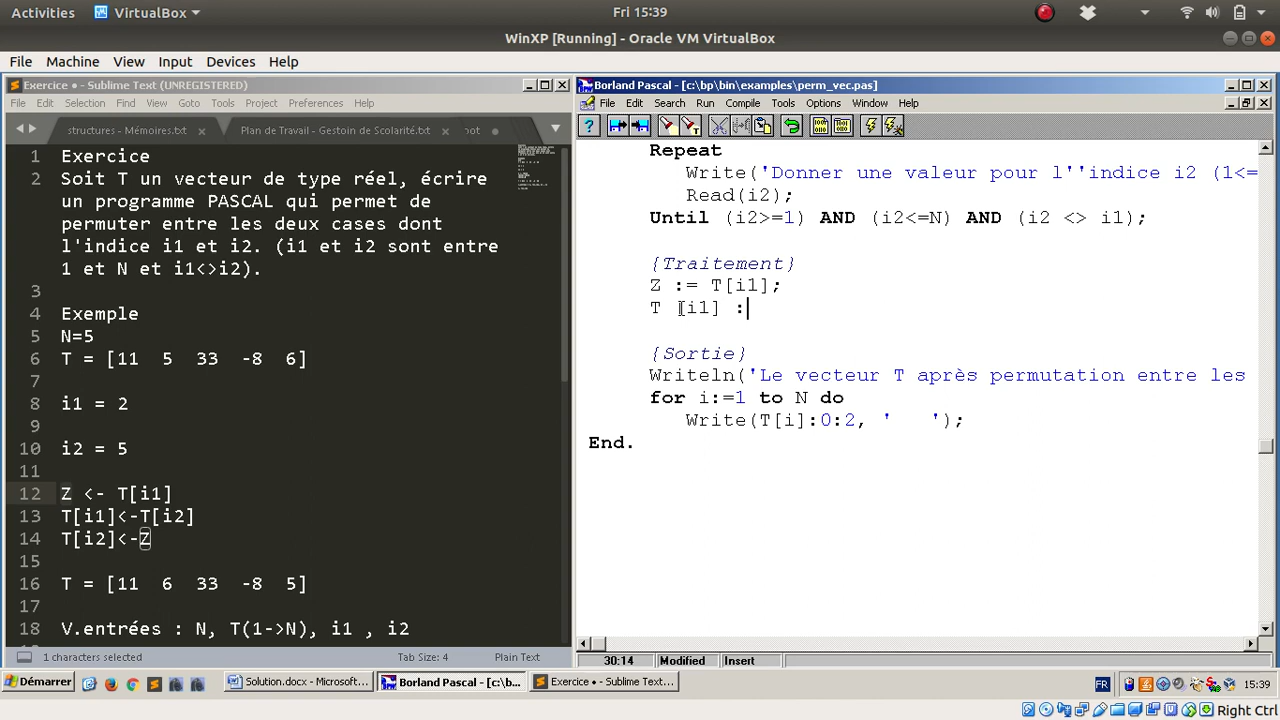 Activities VirtualBox Fri 15:39
WinXP [Running] - Oracle VM VirtualBox
File Machine View Input Devices Help
Exercice • - Sublime Text (UNREGISTERED)
File Edit Selection Find View Goto Tools Project Preferences Help
structures - Mémoires.txt Plan de Travail - Gestoin de Scolarité.txt not
1 Exercice
2 Soit T un vecteur de type réel, écrire
un programme PASCAL qui permet de
permuter entre les deux cases dont
l'indice i1 et i2. (i1 et i2 sont entre
1 et N et i1<>i2).
3
4 Exemple
5 N=5
6 T = [11 5 33 -8 6]
7
8 i1 = 2
9
10 i2 = 5
11
12 Z <- T[i1]
13 T[i1]<-T[i2]
14 T[i2]<-Z
15
16 T = [11 6 33 -8 5]
17
18 V.entrées : N, T(1->N), i1 , i2
1 characters selected Tab Size: 4 Plain Text
Borland Pascal - [c:\bp\bin\examples\perm_vec.pas]
File Edit Search Run Compile Tools Options Window Help
Repeat
Write('Donner une valeur pour l''indice i2 (1<=
Read(i2);
Until (i2>=1) AND (i2<=N) AND (i2 <> i1);
{Traitement}
Z := T[i1];
T [i1] :
{Sortie}
Writeln('Le vecteur T après permutation entre les
for i:=1 to N do
Write(T[i]:0:2, ' ');
End.
30:14 Modified Insert
Démarrer Solution.docx - Microsoft... Borland Pascal - [c:\b... Exercice • - Sublime Text... FR 15:39
Right Ctrl